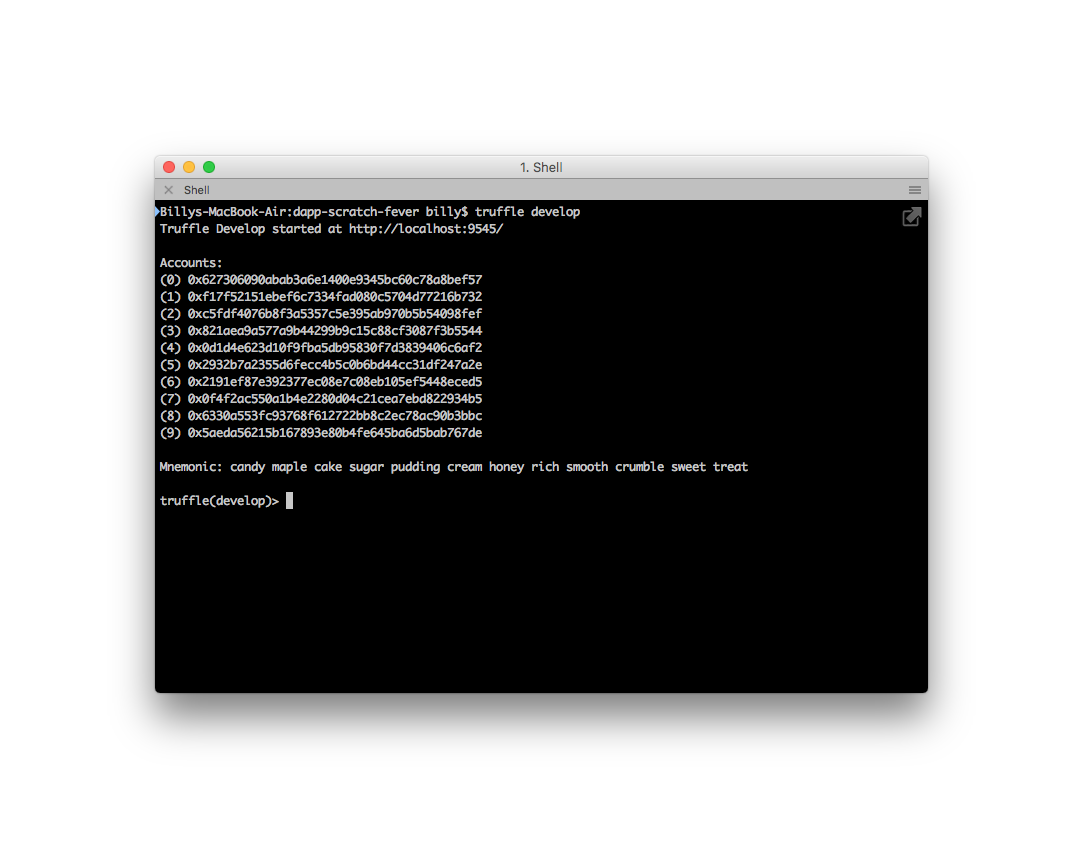 1. Shell
Shell
Billys-MacBook-Air:dapp-scratch-fever billy$ truffle develop
Truffle Develop started at http://localhost:9545/
Accounts:
(0) 0x627306090abab3a6e1400e9345bc60c78a8bef57
(1) 0xf17f52151ebef6c7334fad080c5704d77216b732
(2) 0xc5fdf4076b8f3a5357c5e395ab970b5b54098fef
(3) 0x821aea9a577a9b44299b9c15c88cf3087f3b5544
(4) 0x0d1d4e623d10f9fba5db95830f7d3839406c6af2
(5) 0x2932b7a2355d6fecc4b5c0b6bd44cc31df247a2e
(6) 0x2191ef87e392377ec08e7c08eb105ef5448eced5
(7) 0x0f4f2ac550a1b4e2280d04c21cea7ebd822934b5
(8) 0x6330a553fc93768f612722bb8c2ec78ac90b3bbc
(9) 0x5aeda56215b167893e80b4fe645ba6d5bab767de
Mnemonic: candy maple cake sugar pudding cream honey rich smooth crumble sweet treat
truffle(develop)>